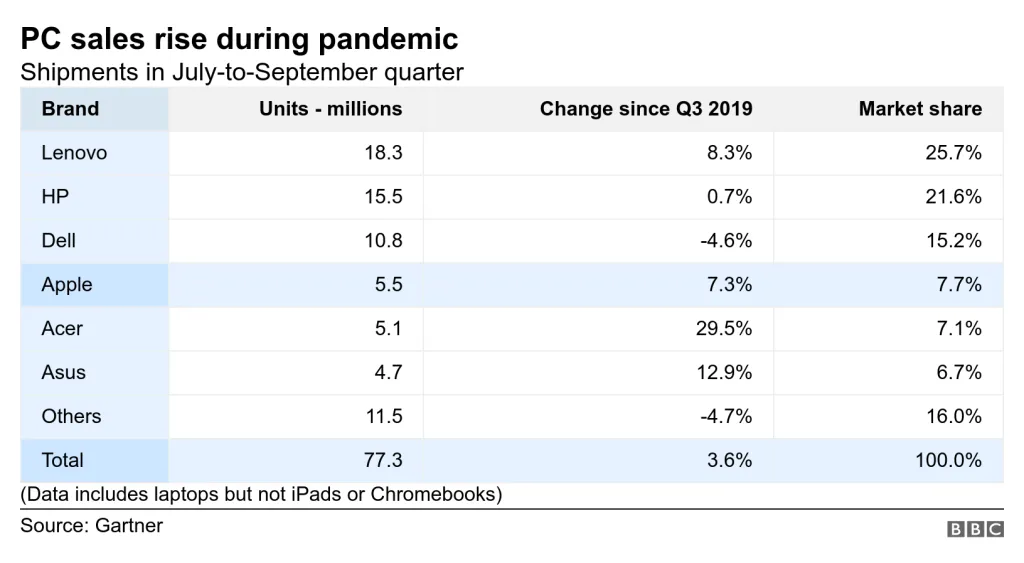 PC sales rise during pandemic
Shipments in July-to-September quarter
Brand Units - millions Change since Q3 2019 Market share
Lenovo 18.3 8.3% 25.7%
HP 15.5 0.7% 21.6%
Dell 10.8 -4.6% 15.2%
Apple 5.5 7.3% 7.7%
Acer 5.1 29.5% 7.1%
Asus 4.7 12.9% 6.7%
Others 11.5 -4.7% 16.0%
Total 77.3 3.6% 100.0%
(Data includes laptops but not iPads or Chromebooks)
Source: Gartner BBC